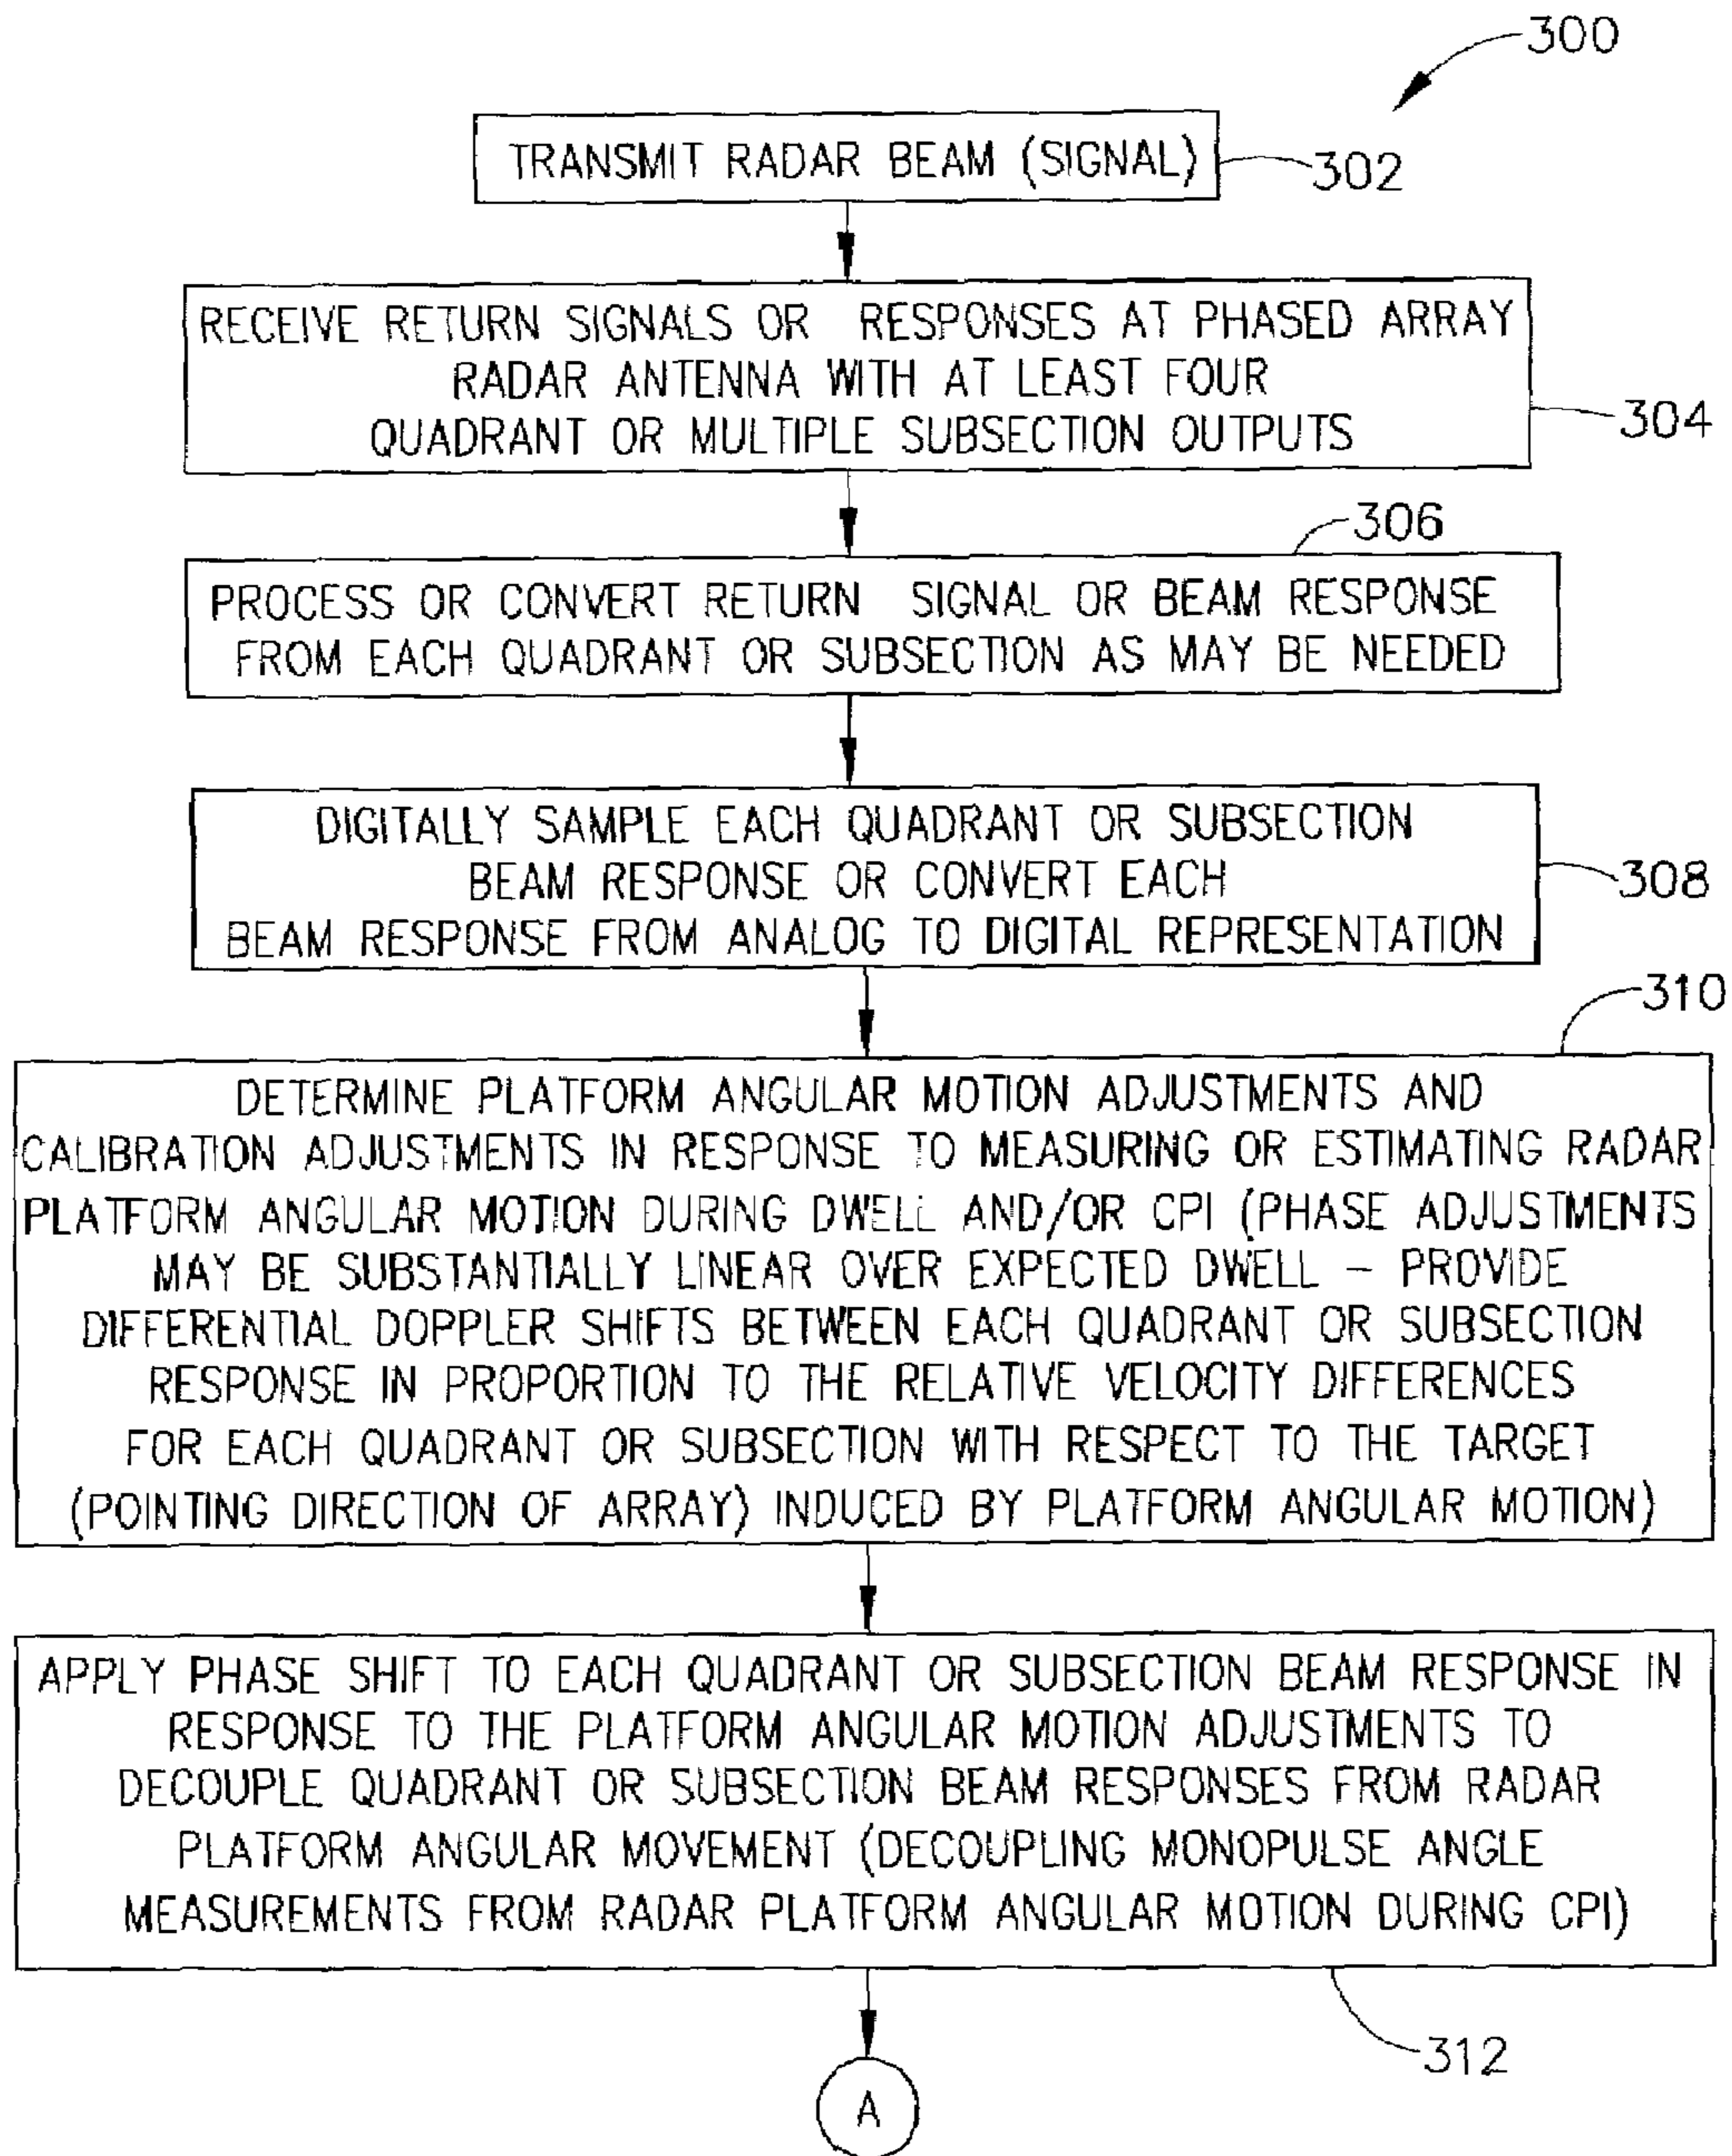 300
TRANSMIT RADAR BEAM (SIGNAL)
302
RECEIVE RETURN SIGNALS OR RESPONSES AT PHASED ARRAY
RADAR ANTENNA WITH AT LEAST FOUR
QUADRANT OR MULTIPLE SUBSECTION OUTPUTS
304
306
PROCESS OR CONVERT RETURN SIGNAL OR BEAM RESPONSE
FROM EACH QUADRANT OR SUBSECTION AS MAY BE NEEDED
DIGITALLY SAMPLE EACH QUADRANT OR SUBSECTION
BEAM RESPONSE OR CONVERT EACH
BEAM RESPONSE FROM ANALOG TO DIGITAL REPRESENTATION
308
310
DETERMINE PLATFORM ANGULAR MOTION ADJUSTMENTS AND
CALIBRATION ADJUSTMENTS IN RESPONSE TO MEASURING OR ESTIMATING RADAR
PLATFORM ANGULAR MOTION DURING DWELL AND/OR CPI (PHASE ADJUSTMENTS
MAY BE SUBSTANTIALLY LINEAR OVER EXPECTED DWELL – PROVIDE
DIFFERENTIAL DOPPLER SHIFTS BETWEEN EACH QUADRANT OR SUBSECTION
RESPONSE IN PROPORTION TO THE RELATIVE VELOCITY DIFFERENCES
FOR EACH QUADRANT OR SUBSECTION WITH RESPECT TO THE TARGET
(POINTING DIRECTION OF ARRAY) INDUCED BY PLATFORM ANGULAR MOTION)
APPLY PHASE SHIFT TO EACH QUADRANT OR SUBSECTION BEAM RESPONSE IN
RESPONSE TO THE PLATFORM ANGULAR MOTION ADJUSTMENTS TO
DECOUPLE QUADRANT OR SUBSECTION BEAM RESPONSES FROM RADAR
PLATFORM ANGULAR MOVEMENT (DECOUPLING MONOPULSE ANGLE
MEASUREMENTS FROM RADAR PLATFORM ANGULAR MOTION DURING CPI)
312
A